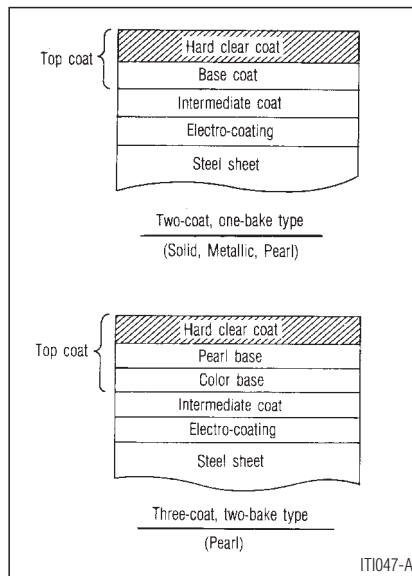 Top coat
Hard clear coat
Base coat
Intermediate coat
Electro-coating
Steel sheet
Two-coat, one-bake type
(Solid, Metallic, Pearl)
Top coat
Hard clear coat
Pearl base
Color base
Intermediate coat
Electro-coating
Steel sheet
Three-coat, two-bake type
(Pearl)
ITI047-A